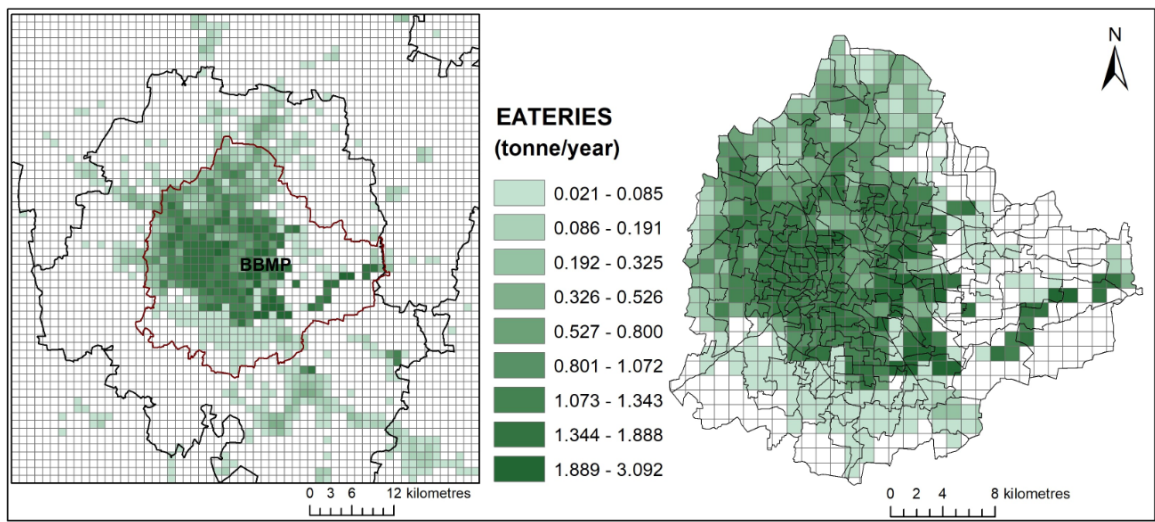 BBMP
0 3 6 12 kilometres
EATERIES
(tonne/year)
0.021 - 0.085
0.086 - 0.191
0.192 - 0.325
0.326 - 0.526
0.527 - 0.800
0.801 - 1.072
1.073 - 1.343
1.344 - 1.888
1.889 - 3.092
N
0 2 4 8 kilometres